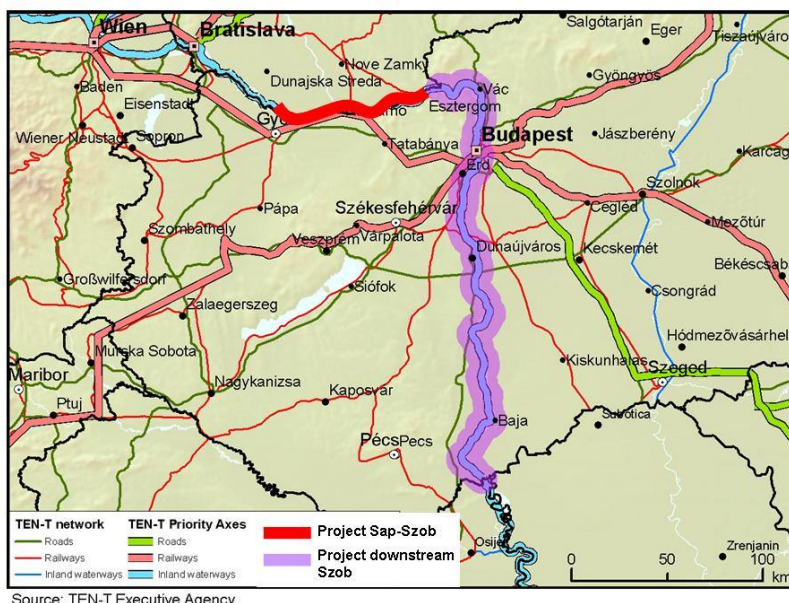 Wien
Bratislava
Salgótarján
Eger
Tiszaújváro
Nove Zamky
Dunajska Streda
Gyöngyös
Baden
Vác
Eisenstadt
Esztergom
Wiener Neustadt
Sopron
Tatabánya
Budapest
Jászberény
Karcag
Érd
Pápa
Szolnok
Székesfehérvár
Cegléd
Szombathely
Mezõtúr
Veszprém
Várpalota
Dunaújváros
Kecskemét
Großwilfersdorf
Siófok
Békéscsab
Csongrád
Zalaegerszeg
Hódmezõvásárhel
Murska Sobota
Kiskunhalas
Szeged
Maribor
Nagykanizsa
Kaposvár
Ptuj
Baja
Subotica
Pécs
Pecs
TEN-T network
Roads
Railways
Inland waterways
TEN-T Priority Axes
Roads
Railways
Inland waterways
Project Sap-Szob
Project downstream
Szob
Osije
Zrenjanin
0 50 100
km
Source: TEN-T Executive Agency